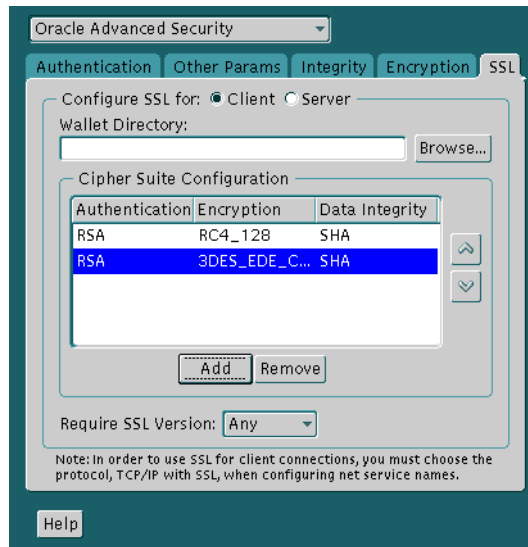 Oracle Advanced Security
Authentication Other Params Integrity Encryption SSL
Configure SSL for: Client Server
Wallet Directory:
Browse...
Cipher Suite Configuration
Authentication Encryption Data Integrity
RSA RC4_128 SHA
RSA 3DES_EDE_C... SHA
Add Remove
Require SSL Version: Any
Note: In order to use SSL for client connections, you must choose the
protocol, TCP/IP with SSL, when configuring net service names.
Help